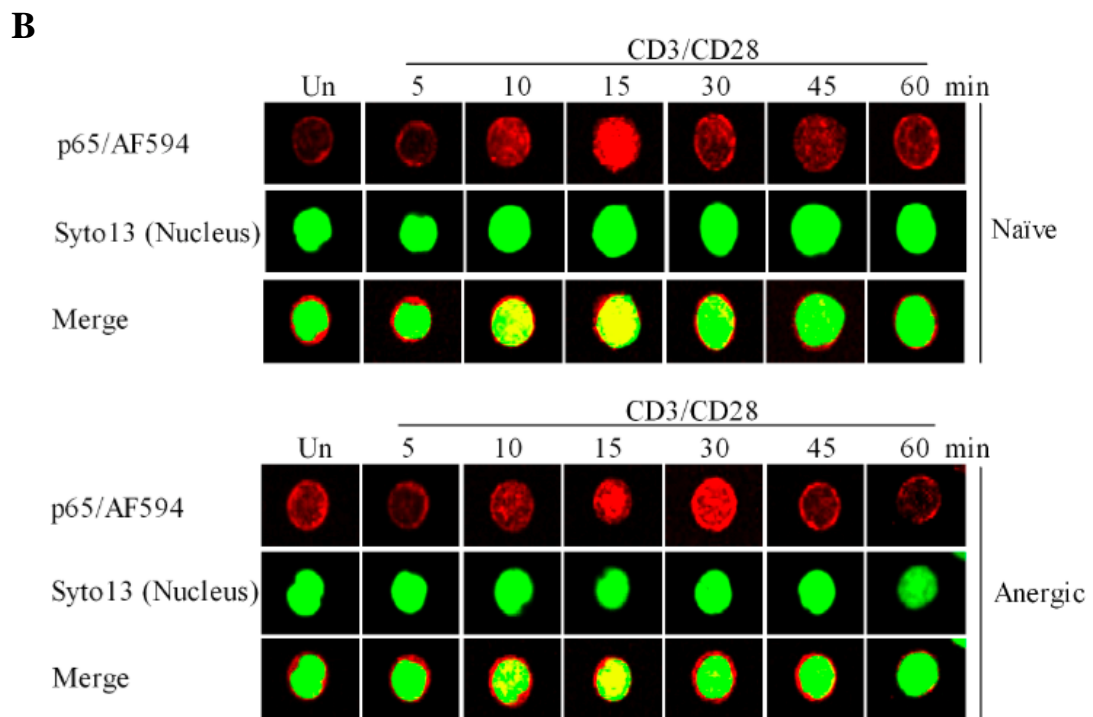 B
CD3/CD28
Un 5 10 15 30 45 60 min
p65/AF594
Syto13 (Nucleus)
Naïve
Merge
CD3/CD28
Un 5 10 15 30 45 60 min
p65/AF594
Syto13 (Nucleus)
Anergic
Merge